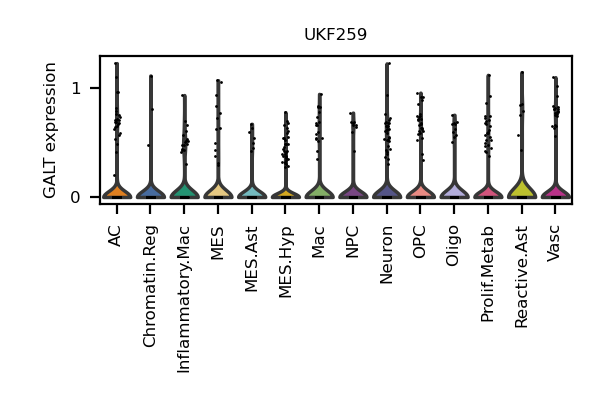 UKF259
GALT expression
1
0
AC
Chromatin.Reg
Inflammatory.Mac
MES
MES.Ast
MES.Hyp
Mac
NPC
Neuron
OPC
Oligo
Prolif.Metab
Reactive.Ast
Vasc